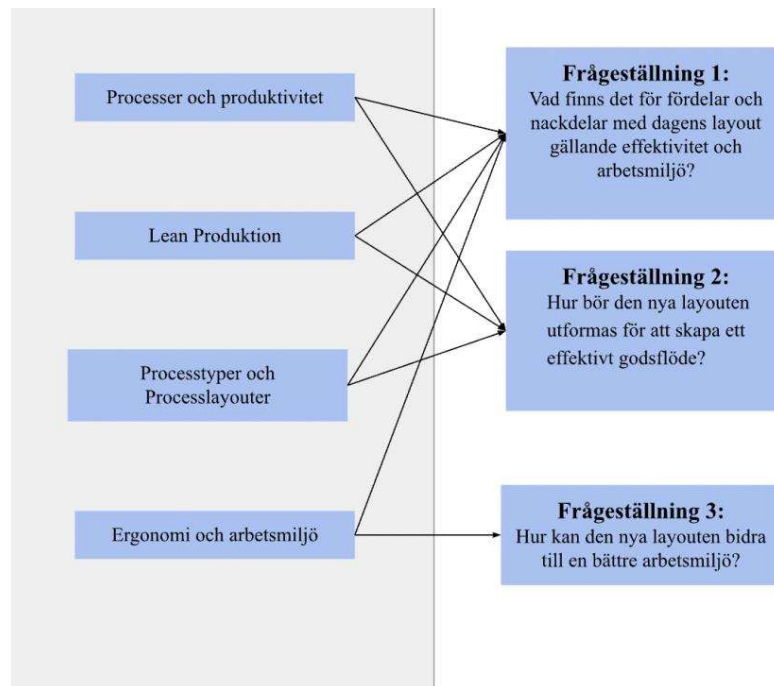 Processer och produktivitet
Lean Produktion
Processtyper och
Processlayouter
Ergonomi och arbetsmiljö
Frågeställning 1:
Vad finns det för fördelar och
nackdelar med dagens layout
gällande effektivitet och
arbetsmiljö?
Frågeställning 2:
Hur bör den nya layouten
utformas för att skapa ett
effektivt godsflöde?
Frågeställning 3:
Hur kan den nya layouten bidra
till en bättre arbetsmiljö?